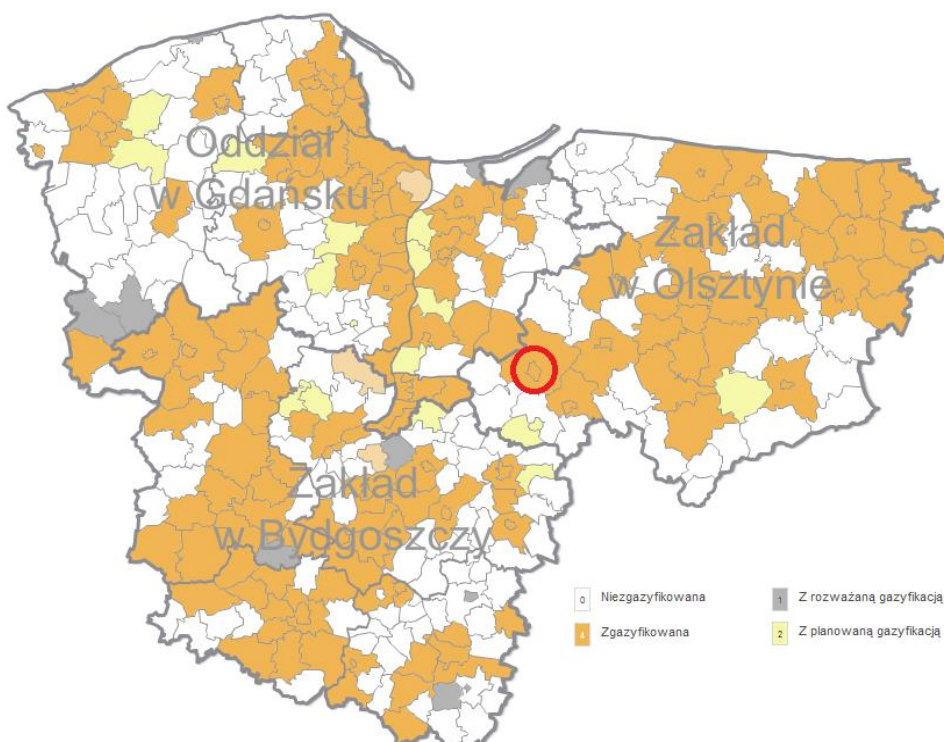 Oddział
w Gdańsku
Zakład
w Olsztynie
Zakład
w Bydgoszczy
0 Niezgazyfikowana
1 Z rozważaną gazyfikacją
4 Zgazyfikowana
2 Z planowaną gazyfikacją